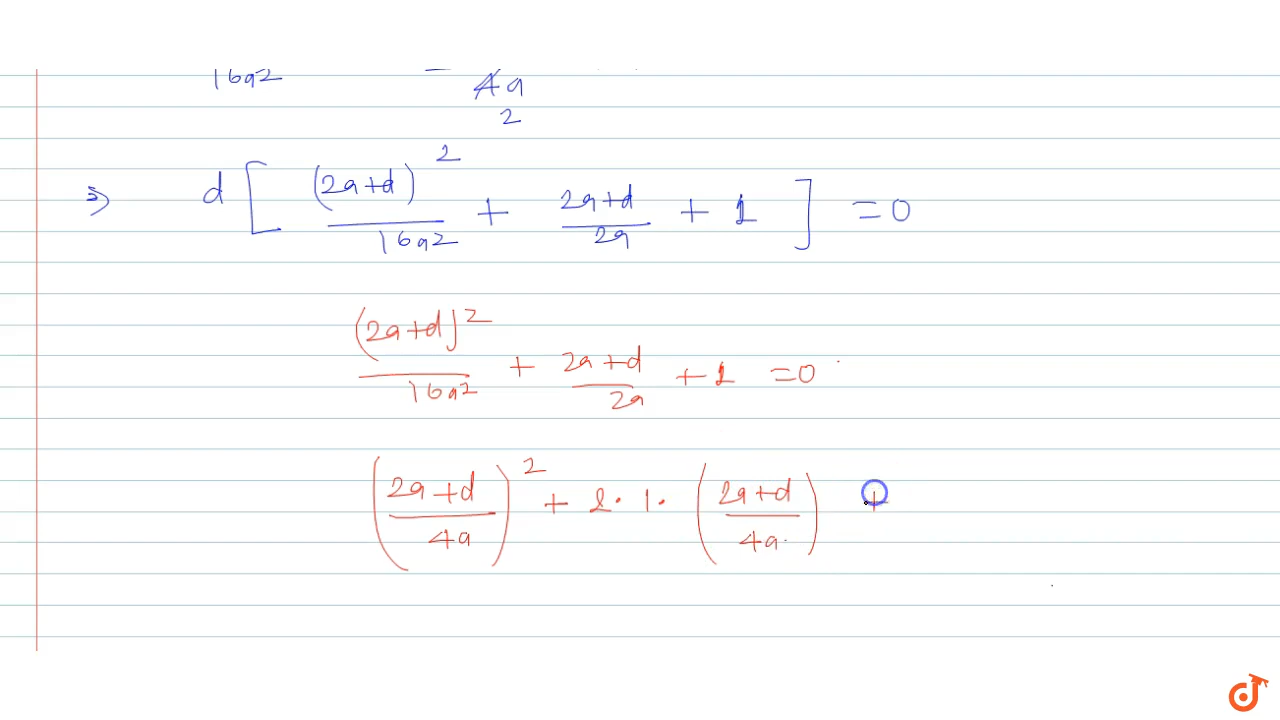 16a2 = 4a
2
⇒ d [ (2a+d)^2 / 16a2 + 2a+d / 2a + 1 ] = 0
(2a+d)^2 / 16a2 + 2a+d / 2a + 1 = 0
(2a+d / 4a)^2 + 2 · 1 · (2a+d / 4a) +